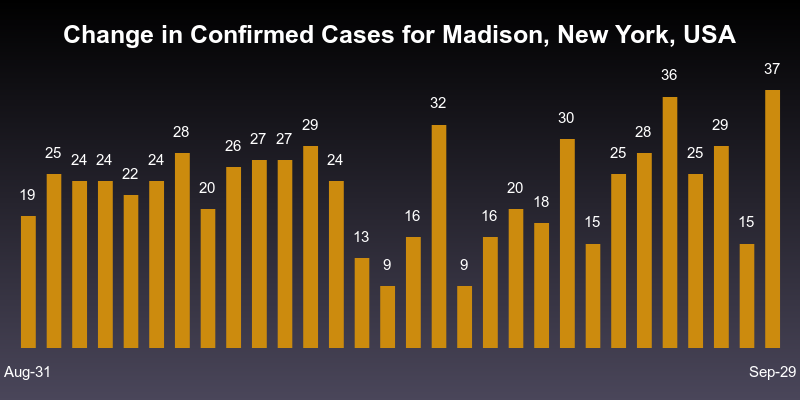 Change in Confirmed Cases for Madison, New York, USA
19 25 24 24 22 24 28 20 26 27 27 29 24 13 9 16 32 9 16 20 18 30 15 25 28 36 25 29 15 37
Aug-31 Sep-29